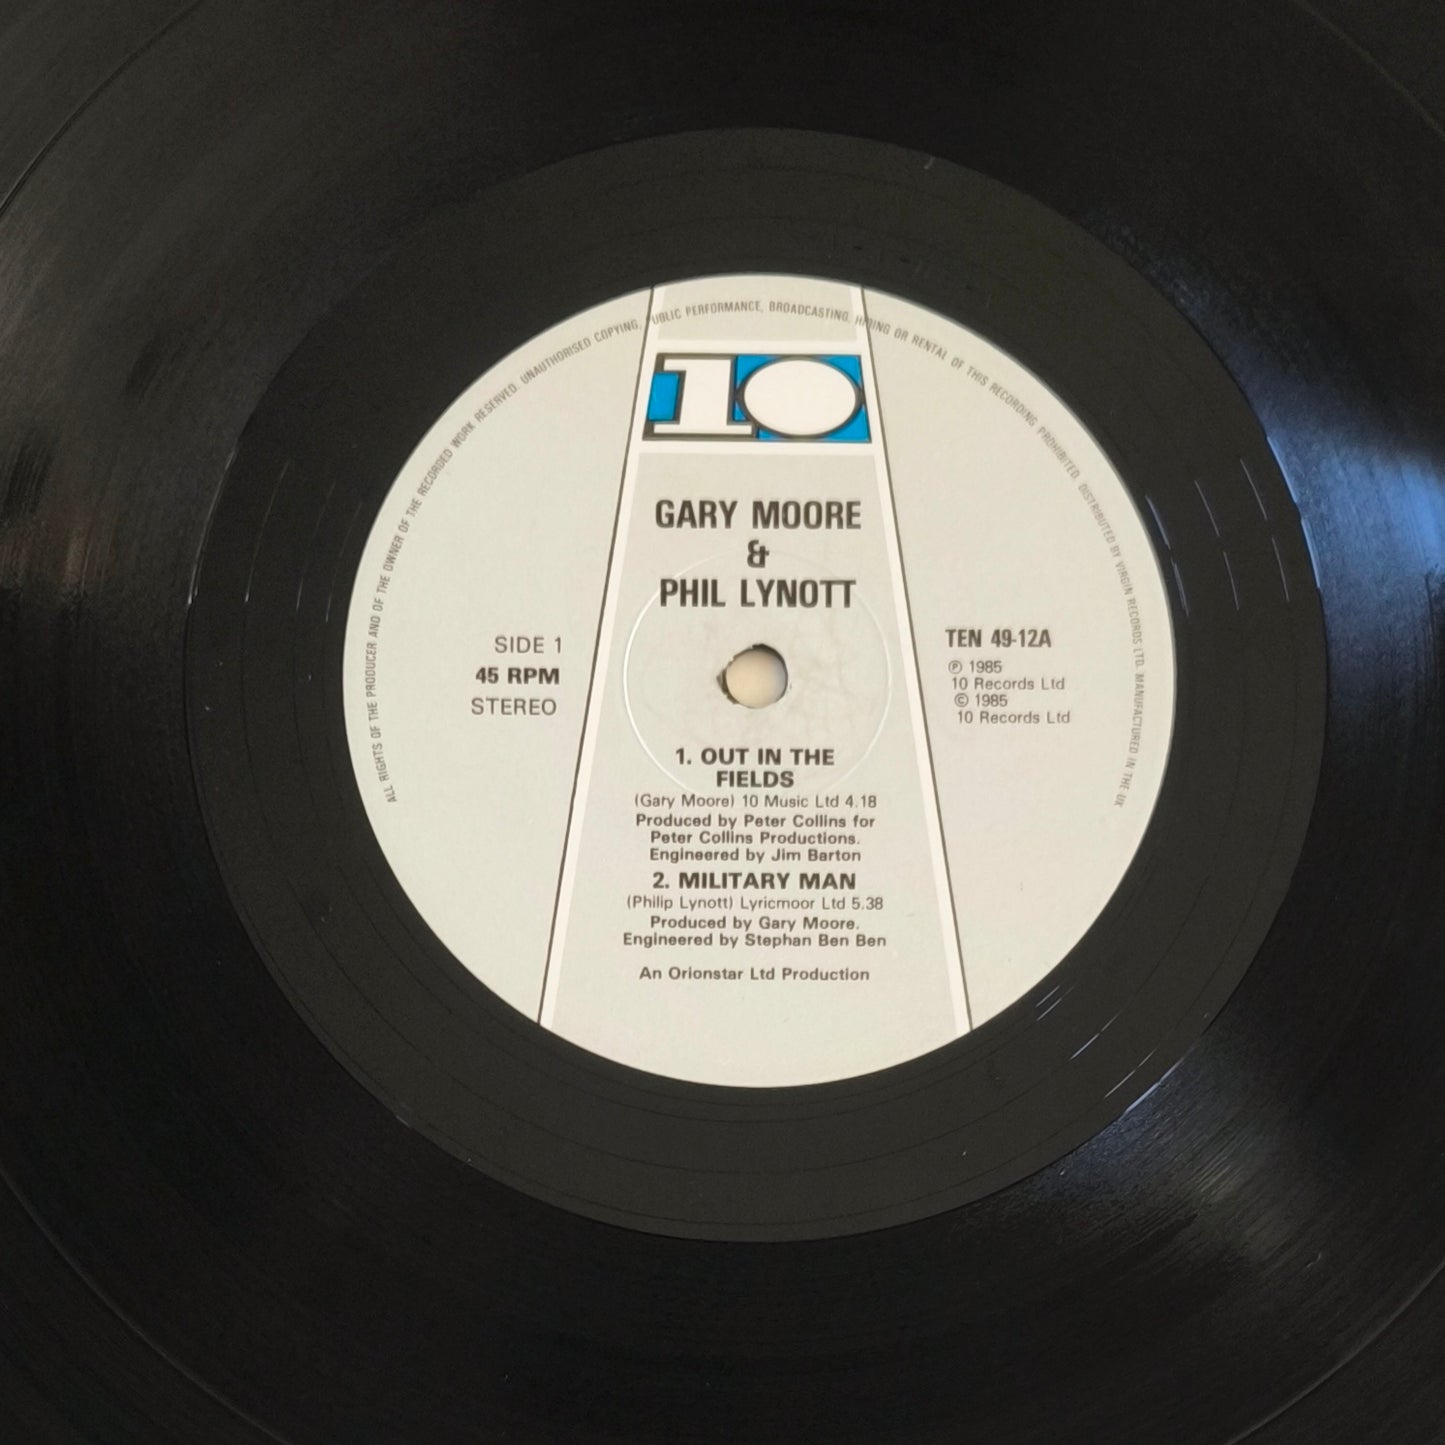 ALL RIGHTS OF THE PRODUCER AND OF THE OWNER OF THE RECORDED WORK RESERVED. UNAUTHORISED COPYING, PUBLIC PERFORMANCE, BROADCASTING, HIRING OR RENTAL OF THIS RECORDING PROHIBITED. DISTRIBUTED BY VIRGIN RECORDS LTD. MANUFACTURED IN THE UK
10
GARY MOORE
&
PHIL LYNOTT
SIDE 1
45 RPM
STEREO
TEN 49-12A
℗ 1985
10 Records Ltd
© 1985
10 Records Ltd
1. OUT IN THE
FIELDS
(Gary Moore) 10 Music Ltd 4.18
Produced by Peter Collins for
Peter Collins Productions.
Engineered by Jim Barton
2. MILITARY MAN
(Philip Lynott) Lyricmoor Ltd 5.38
Produced by Gary Moore.
Engineered by Stephan Ben Ben
An Orionstar Ltd Production